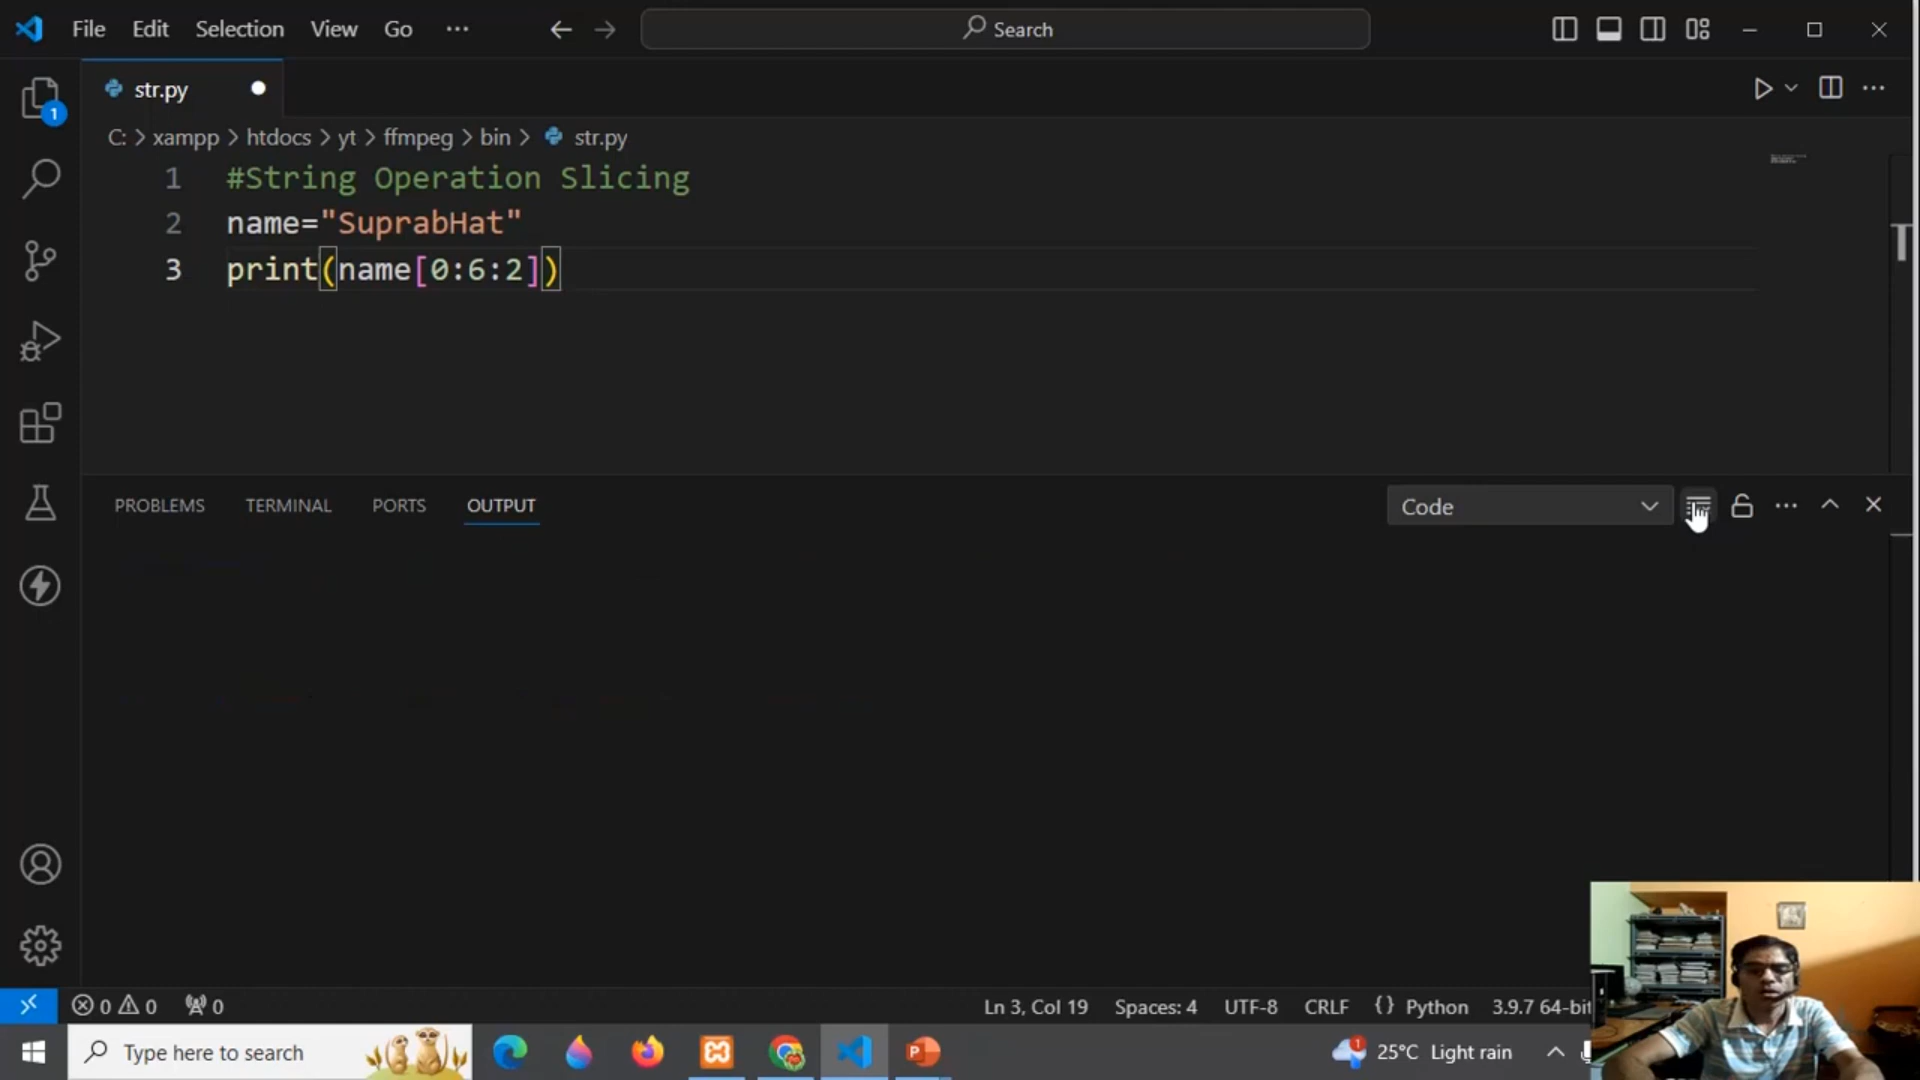 File Edit Selection View Go ··· Search
str.py
C: > xampp > htdocs > yt > ffmpeg > bin > str.py
1 #String Operation Slicing
2 name="SuprabHat"
3 print(name[0:6:2])
T
PROBLEMS TERMINAL PORTS OUTPUT Code
1
0 0 0 Ln 3, Col 19 Spaces: 4 UTF-8 CRLF {} Python 3.9.7 64-bit
Type here to search 1 25°C Light rain